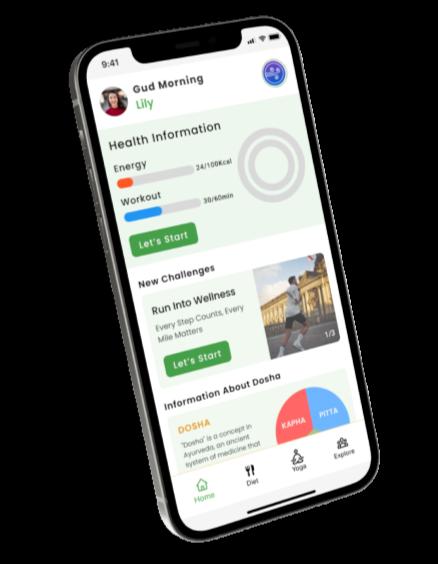 9:41
Gud Morning
Lily
Health Information
Energy
24/100Kcal
Workout
30/60min
Let's Start
New Challenges
Run Into Wellness
Every Step Counts, Every
Mile Matters
Let's Start
1/3
Information About Dosha
DOSHA
"Dosha" is a concept in
Ayurveda, an ancient
system of medicine that
KAPHA
PITTA
Home
Diet
Yoga
Explore